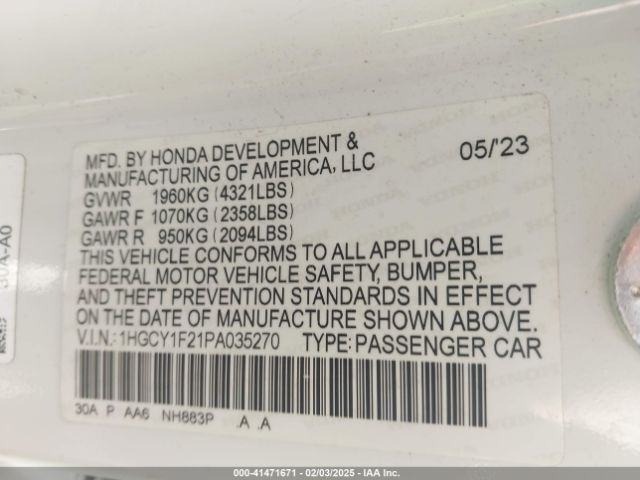 MFD. BY HONDA DEVELOPMENT & 05/'23
MANUFACTURING OF AMERICA, LLC
GVWR 1960KG (4321LBS)
GAWR F 1070KG (2358LBS)
GAWR R 950KG (2094LBS)
THIS VEHICLE CONFORMS TO ALL APPLICABLE
FEDERAL MOTOR VEHICLE SAFETY, BUMPER,
AND THEFT PREVENTION STANDARDS IN EFFECT
ON THE DATE OF MANUFACTURE SHOWN ABOVE.
V.I.N.: 1HGCY1F21PA035270 TYPE: PASSENGER CAR
30A P AA6 NH883P .A .A
30A-A0
000-41471671 - 02/03/2025 - IAA Inc.